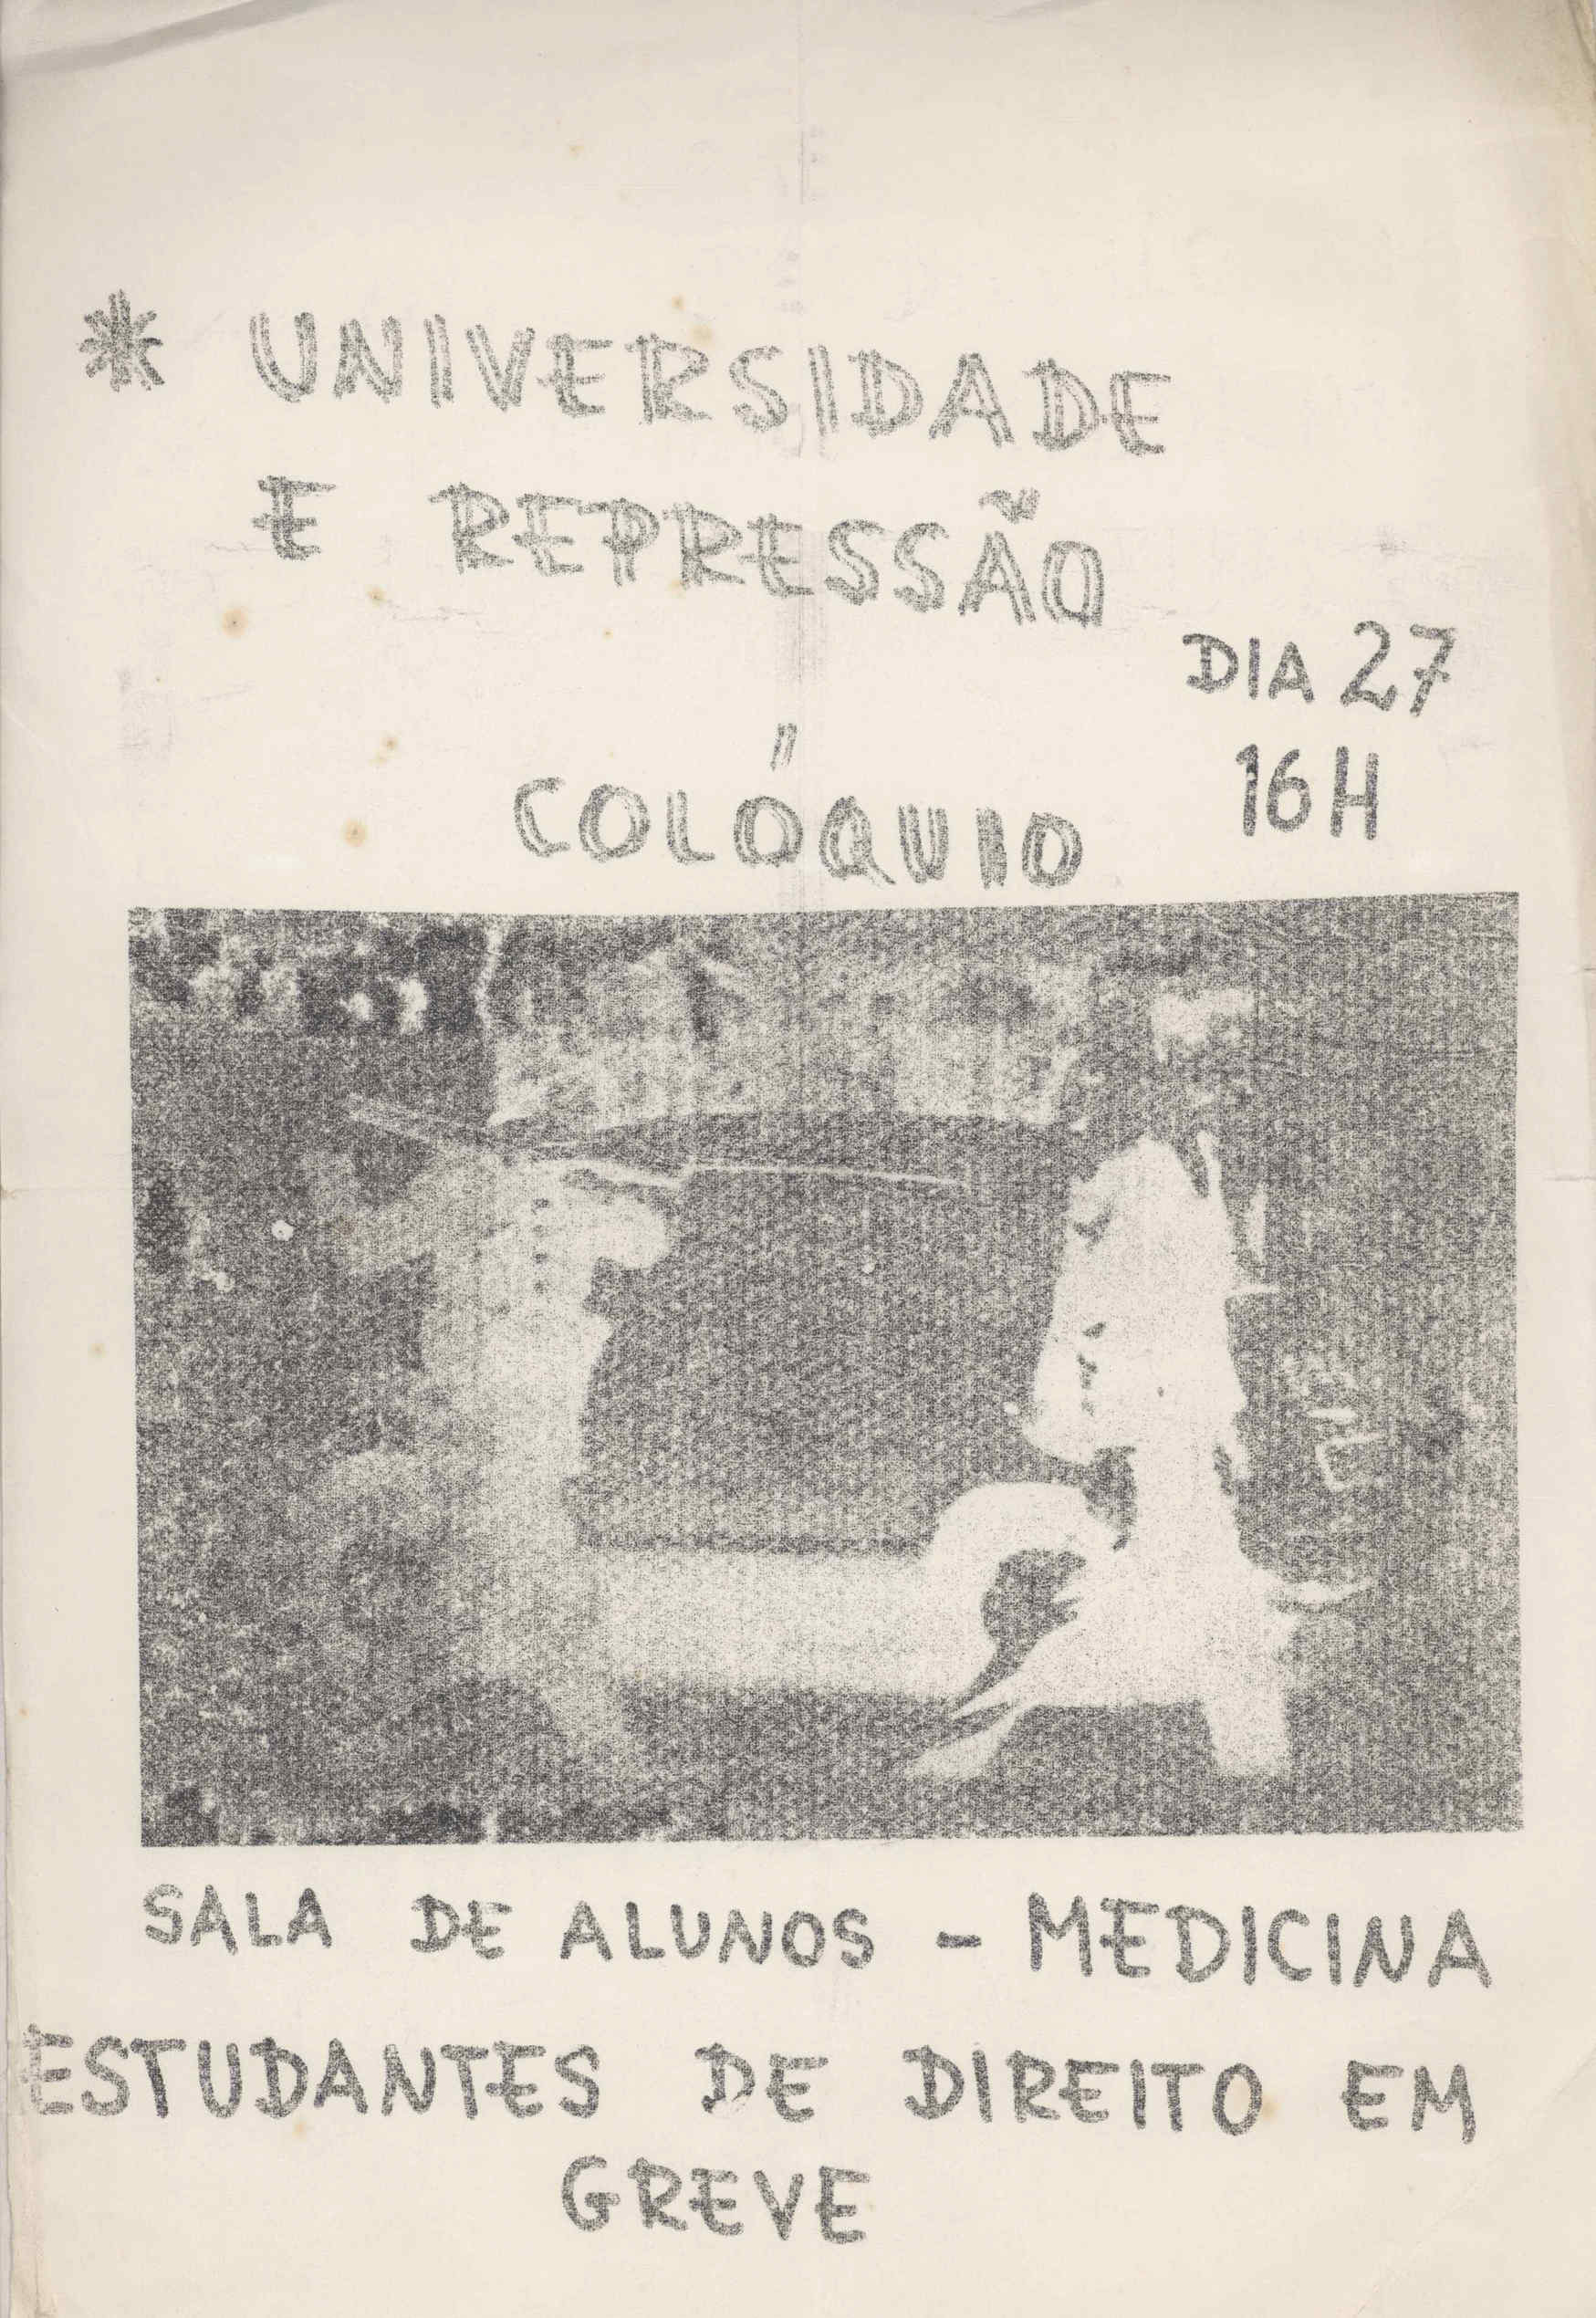 * UNIVERSIDADE
E REPRESSÃO
DIA 27
16H
COLÓQUIO
SALA DE ALUNOS - MEDICINA
ESTUDANTES DE DIREITO EM
GREVE